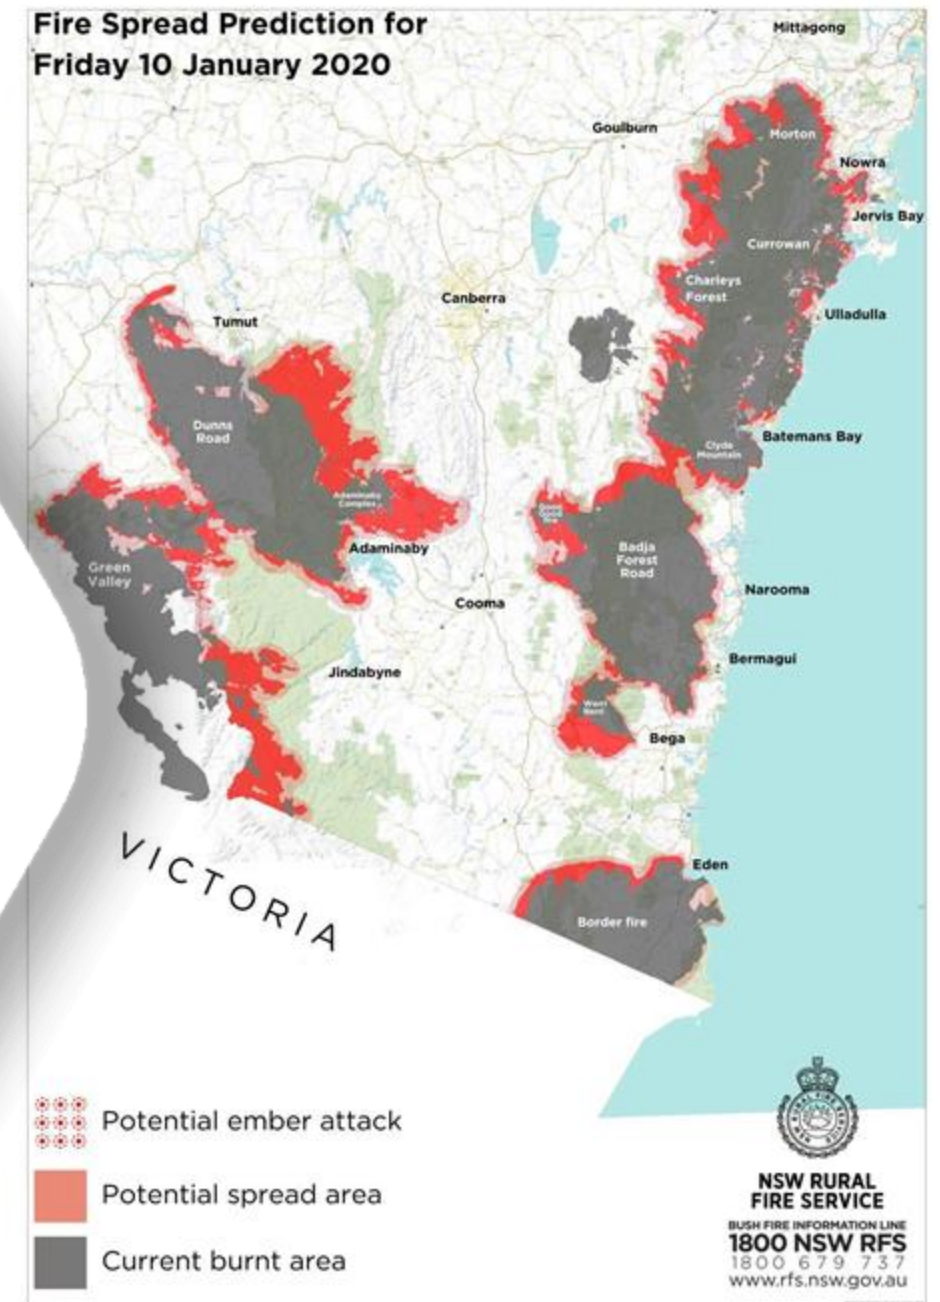 Fire Spread Prediction for
Friday 10 January 2020
Mittagong
Goulburn
Morton
Nowra
Jervis Bay
Currowan
Charleys
Forest
Canberra
Ulladulla
Tumut
Dunns
Road
Batemans Bay
Clyde
Mountain
Adaminaby
Complex
Adaminaby
Badja
Forest
Road
Green
Valley
Cooma
Narooma
Jindabyne
Bermagui
Bega
VICTORIA
Eden
Border fire
Potential ember attack
Potential spread area
Current burnt area
NSW RURAL
FIRE SERVICE
BUSH FIRE INFORMATION LINE
1800 NSW RFS
1800 679 737
www.rfs.nsw.gov.au